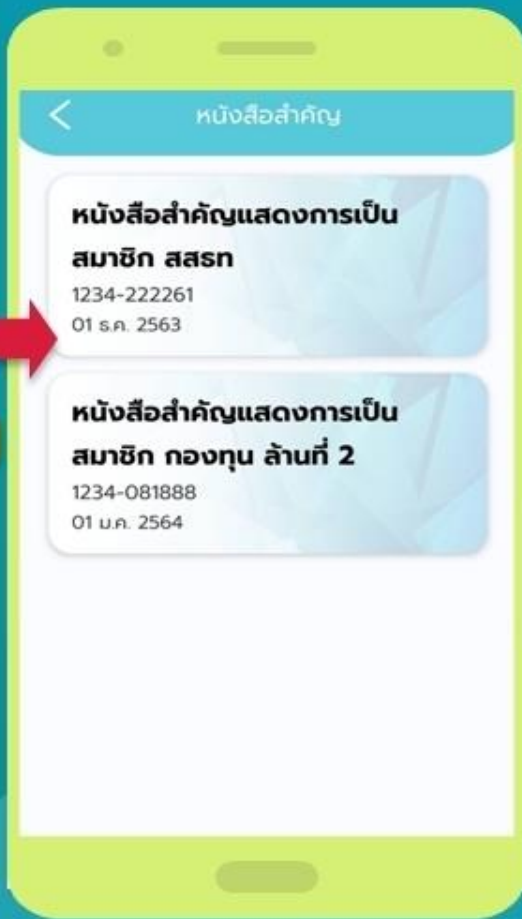 หนังสือสำคัญ
หนังสือสำคัญแสดงการเป็น
สมาชิก สสธท
1234-222261
01 ธ.ค. 2563
หนังสือสำคัญแสดงการเป็น
สมาชิก กองทุน ล้านที่ 2
1234-081888
01 ม.ค. 2564